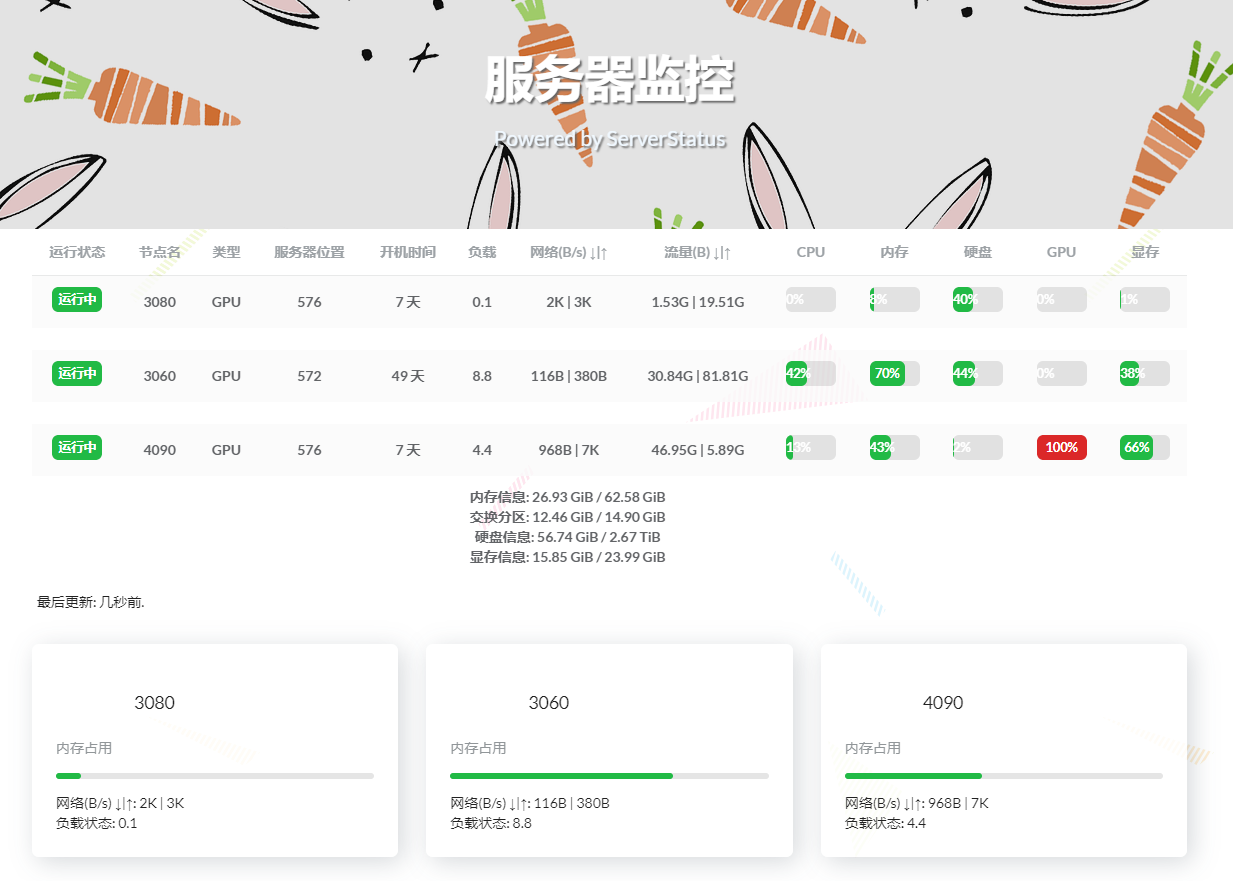 服务器监控
Powered by ServerStatus
运行状态 节点名 类型 服务器位置 开机时间 负载 网络(B/s) ↓|↑ 流量(B) ↓|↑ CPU 内存 硬盘 GPU 显存
运行中 3080 GPU 576 7 天 0.1 2K | 3K 1.53G | 19.51G 0% 8% 40% 0% 1%
运行中 3060 GPU 572 49 天 8.8 116B | 380B 30.84G | 81.81G 42% 70% 44% 0% 38%
运行中 4090 GPU 576 7 天 4.4 968B | 7K 46.95G | 5.89G 13% 43% 2% 100% 66%
内存信息: 26.93 GiB / 62.58 GiB
交换分区: 12.46 GiB / 14.90 GiB
硬盘信息: 56.74 GiB / 2.67 TiB
显存信息: 15.85 GiB / 23.99 GiB
最后更新: 几秒前.
3080
内存占用
网络(B/s) ↓|↑: 2K | 3K
负载状态: 0.1
3060
内存占用
网络(B/s) ↓|↑: 116B | 380B
负载状态: 8.8
4090
内存占用
网络(B/s) ↓|↑: 968B | 7K
负载状态: 4.4